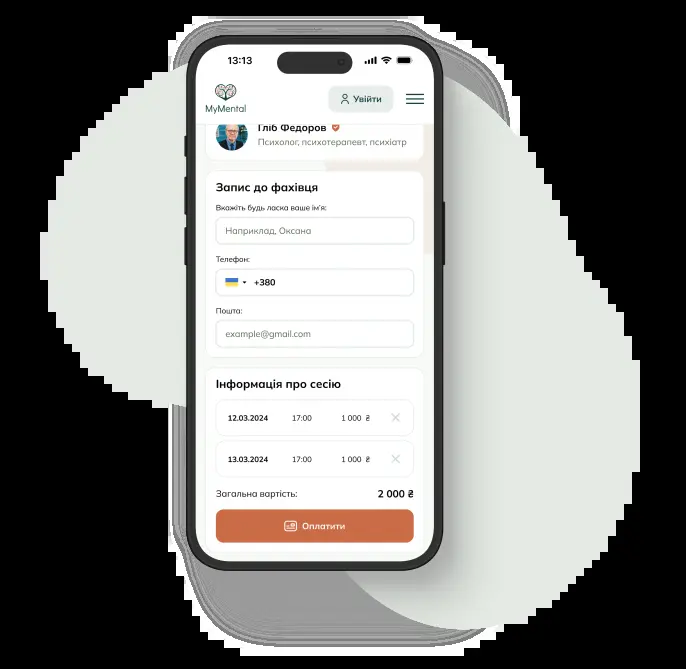 13:13
MyMental
Увійти
Гліб Федоров
Психолог, психотерапевт, психіатр
Запис до фахівця
Вкажіть будь ласка ваше ім'я:
Наприклад, Оксана
Телефон:
+380
Пошта:
example@gmail.com
Інформація про сесію
12.03.2024 17:00 1 000 ₴
13.03.2024 17:00 1 000 ₴
Загальна вартість: 2 000 ₴
Оплатити